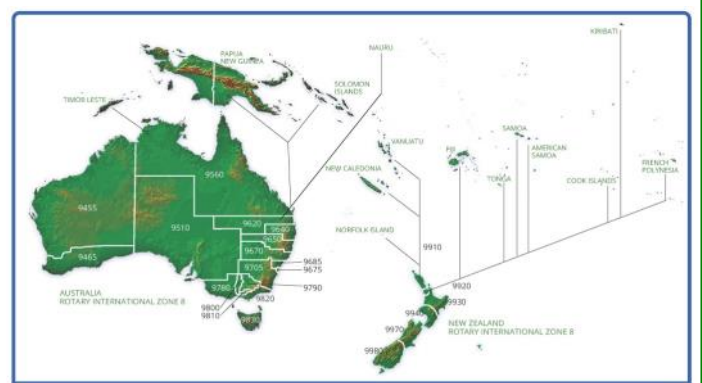 KIRIBATI
NAURU
PAPUA
NEW GUINEA
SOLOMON
ISLANDS
TIMOR LESTE
VANUATU
FIJI
SAMOA
AMERICAN
SAMOA
FRENCH
POLYNESIA
NEW CALEDONIA
TONGA
COOK ISLANDS
NORFOLK ISLAND
9560
9455
9510
9620
9640
9650
9670
9465
9705
9685
9675
9780
9790
9800
9810
9820
9830
AUSTRALIA
ROTARY INTERNATIONAL ZONE 8
9910
9920
9930
9940
9970
9980
NEW ZEALAND
ROTARY INTERNATIONAL ZONE 8